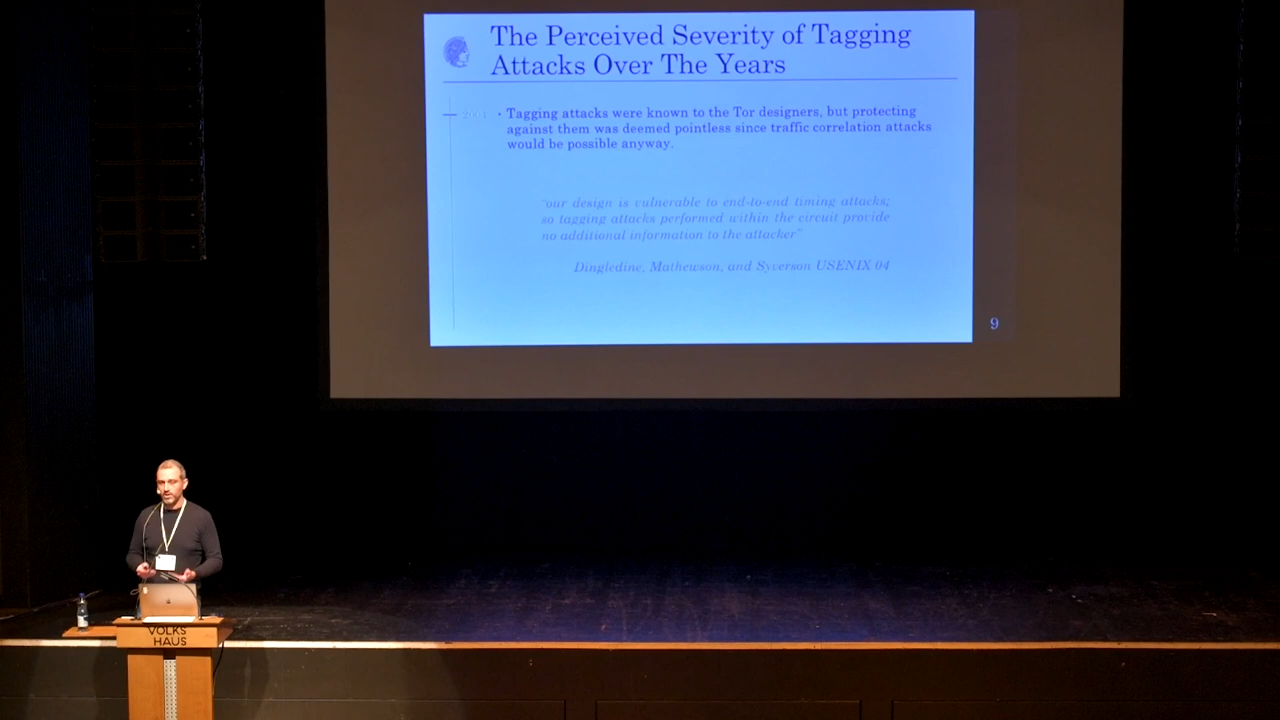 The Perceived Severity of Tagging
Attacks Over The Years
2004
• Tagging attacks were known to the Tor designers, but protecting
against them was deemed pointless since traffic correlation attacks
would be possible anyway.
"our design is vulnerable to end-to-end timing attacks;
so tagging attacks performed within the circuit provide
no additional information to the attacker"
Dingledine, Mathewson, and Syverson USENIX 04
9
VOLKS
HAUS